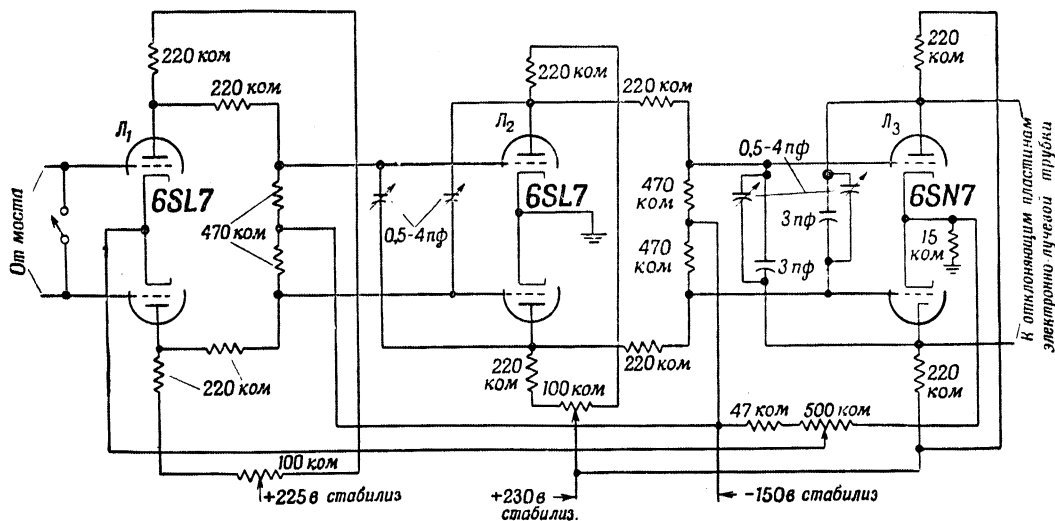 220 ком
220 ком
Л₁
6SL7
470 ком
220 ком
100 ком
+225 в стабилиз
От моста
220 ком
220 ком
Л₂
6SL7
0,5-4 пф
220 ком
100 ком
220 ком
+230 в
стабилиз.
470
ком
470
ком
0,5-4 пф
3 пф
3 пф
220
ком
Л₃
6SN7
15
ком
220
ком
47 ком
500 ком
-150 в стабилиз
К отклоняющим пластинам
электронно-лучевой трубки